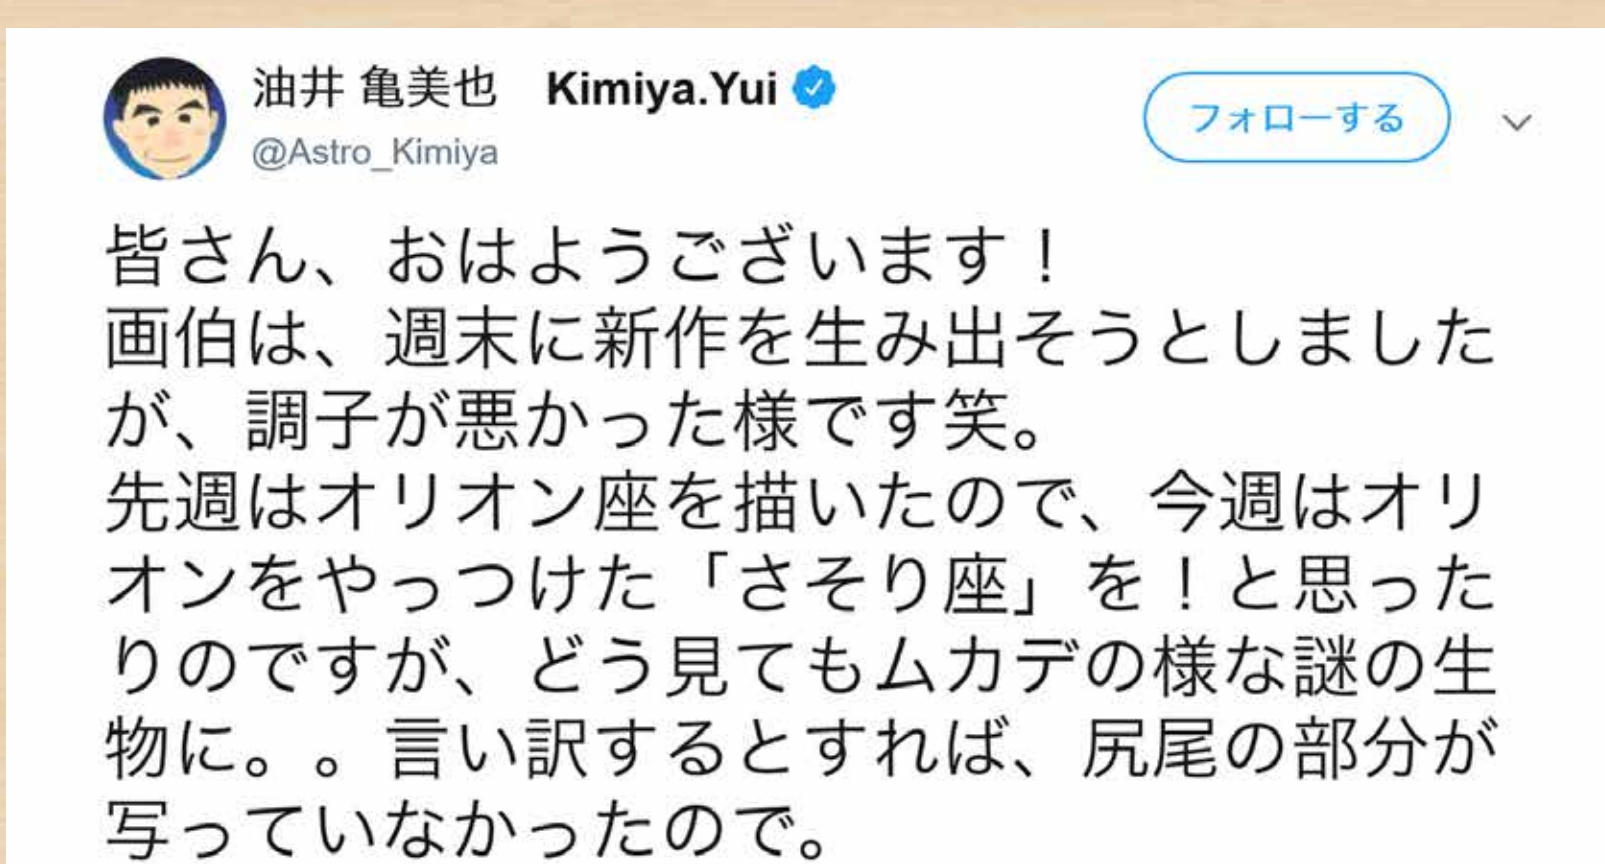 油井 亀美也 Kimiya.Yui
@Astro_Kimiya
フォローする
皆さん、おはようございます！
画伯は、週末に新作を生み出そうとしました
が、調子が悪かった様です笑。
先週はオリオン座を描いたので、今週はオリ
オンをやっつけた「さそり座」を！と思った
りのですが、どう見てもムカデの様な謎の生
物に。。言い訳するとすれば、尻尾の部分が
写っていなかったので。